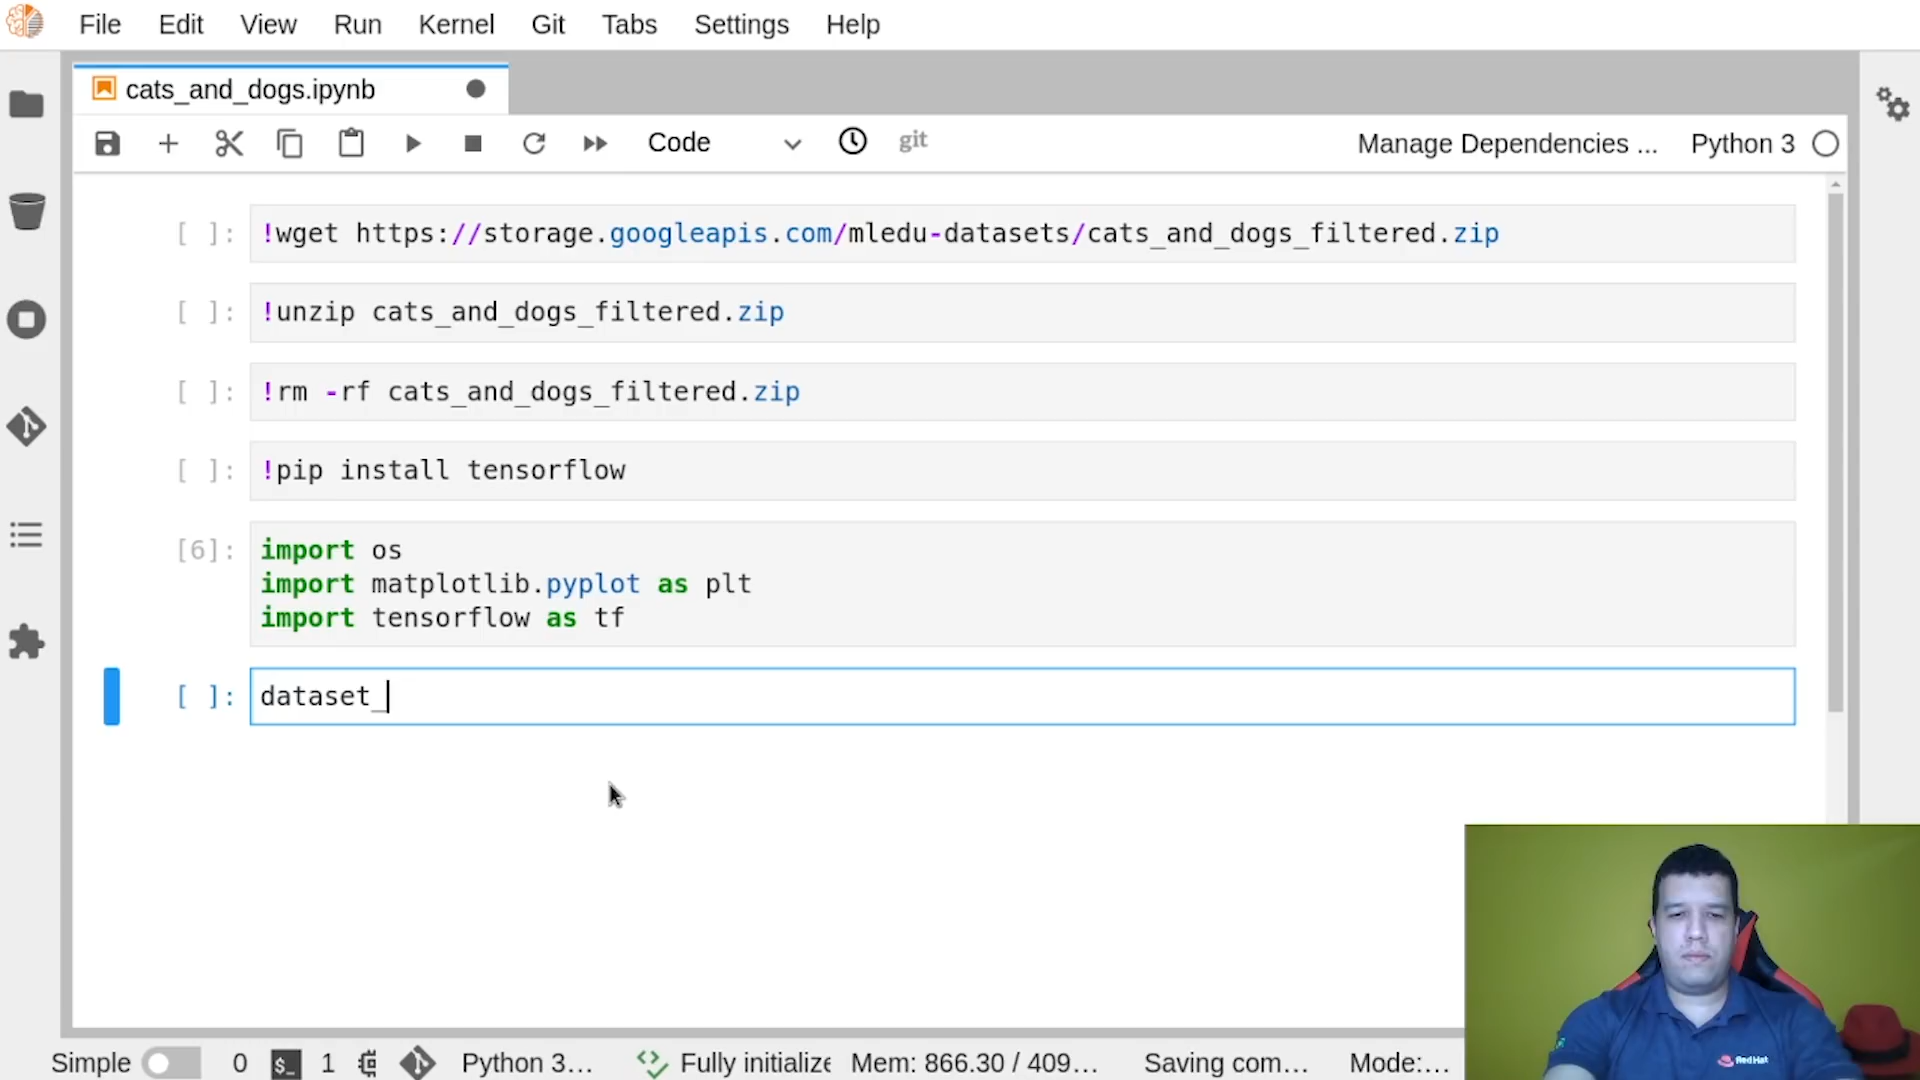 File Edit View Run Kernel Git Tabs Settings Help
cats_and_dogs.ipynb
Code git Manage Dependencies ... Python 3
[ ]: !wget https://storage.googleapis.com/mledu-datasets/cats_and_dogs_filtered.zip
[ ]: !unzip cats_and_dogs_filtered.zip
[ ]: !rm -rf cats_and_dogs_filtered.zip
[ ]: !pip install tensorflow
[6]: import os
import matplotlib.pyplot as plt
import tensorflow as tf
[ ]: dataset_
Red Hat
Simple 0 $_ 1 Python 3... Fully initialize Mem: 866.30 / 409... Saving com... Mode:...